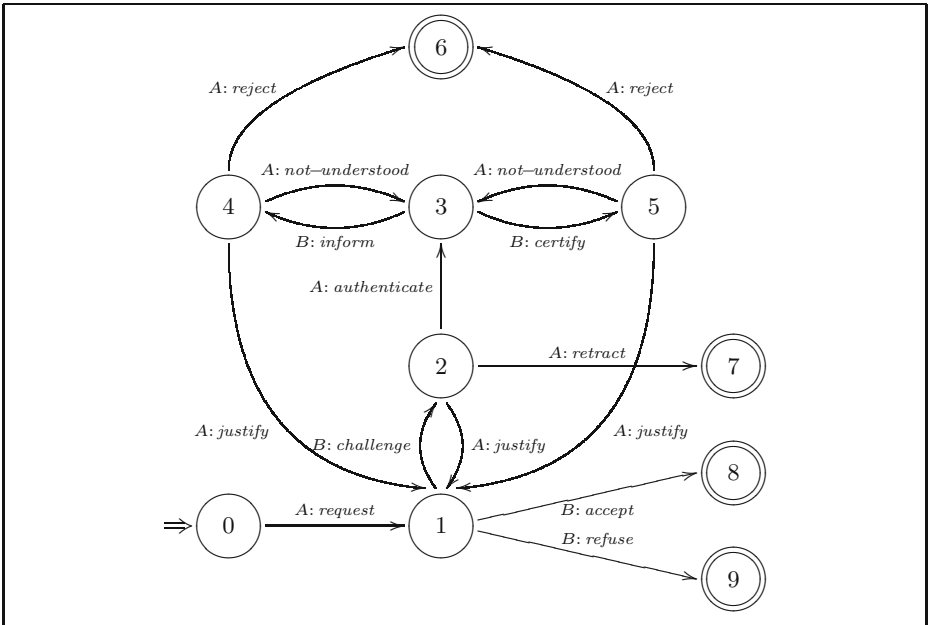 6
A: reject
A: reject
A: not–understood
A: not–understood
4
3
5
B: inform
B: certify
A: authenticate
2
A: retract
7
A: justify
B: challenge
A: justify
A: justify
8
A: request
B: accept
0
1
B: refuse
9